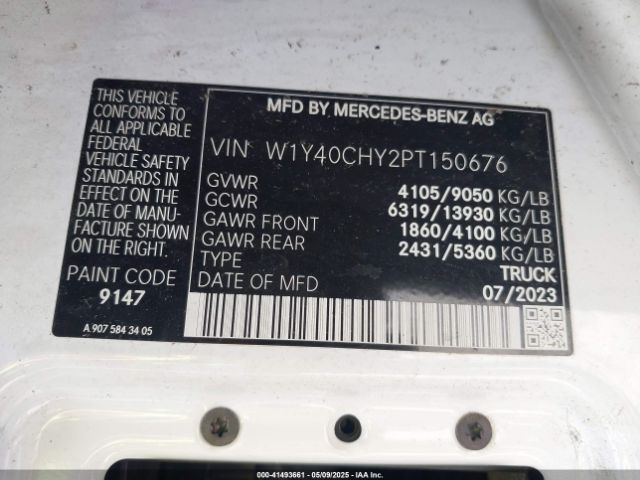 MFD BY MERCEDES-BENZ AG
THIS VEHICLE
CONFORMS TO
ALL APPLICABLE
FEDERAL
MOTOR
VEHICLE SAFETY
STANDARDS IN
EFFECT ON THE
DATE OF MANU-
FACTURE SHOWN
ON THE RIGHT.
PAINT CODE
9147
A 907 584 34 05
VIN W1Y40CHY2PT150676
GVWR 4105/9050 KG/LB
GCWR 6319/13930 KG/LB
GAWR FRONT 1860/4100 KG/LB
GAWR REAR 2431/5360 KG/LB
TYPE TRUCK
DATE OF MFD 07/2023
000-41493661 - 05/09/2025 - IAA Inc.